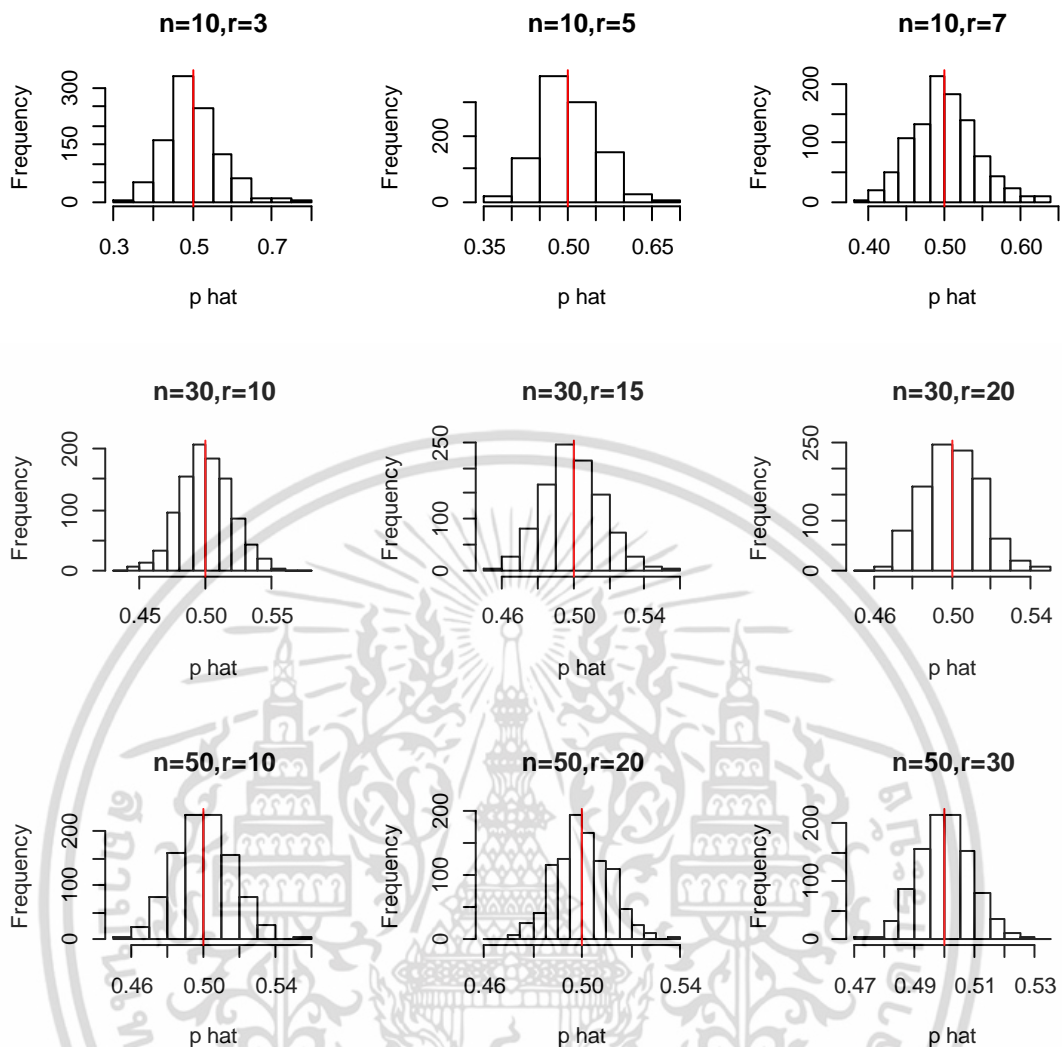 n=10,r=3
Frequency
0 150 300
0.3 0.5 0.7
p hat
n=10,r=5
Frequency
0 200
0.35 0.50 0.65
p hat
n=10,r=7
Frequency
0 100 200
0.40 0.50 0.60
p hat
n=30,r=10
Frequency
0 100 200
0.45 0.50 0.55
p hat
n=30,r=15
Frequency
0 100 250
0.46 0.50 0.54
p hat
n=30,r=20
Frequency
0 100 250
0.46 0.50 0.54
p hat
n=50,r=10
Frequency
0 100 200
0.46 0.50 0.54
p hat
n=50,r=20
Frequency
0 100 200
0.46 0.50 0.54
p hat
n=50,r=30
Frequency
0 100 200
0.47 0.49 0.51 0.53
p hat